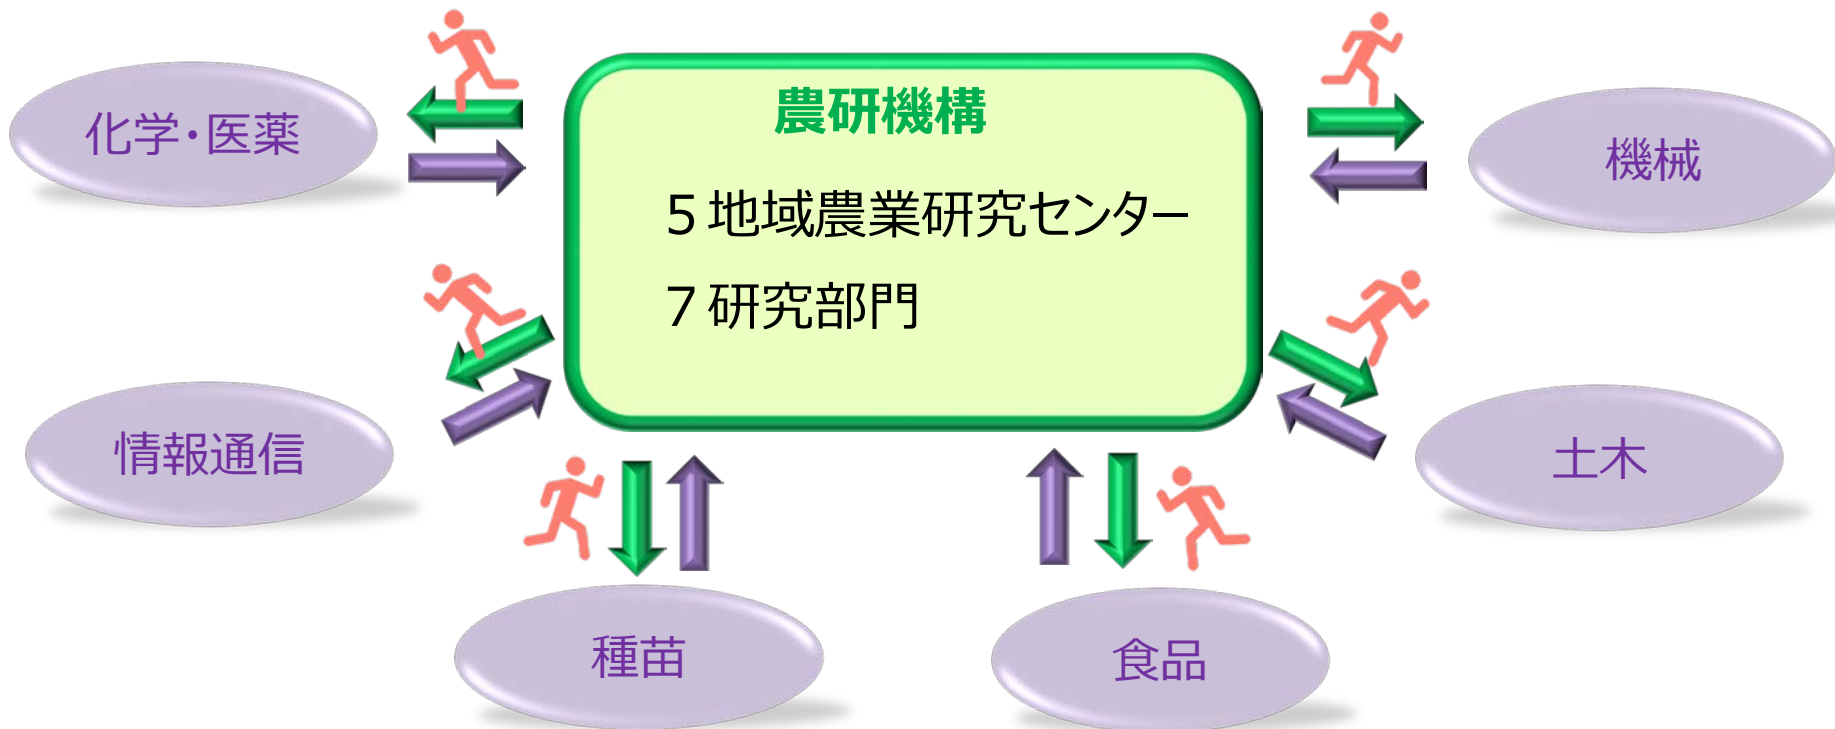 農研機構
5地域農業研究センター
7研究部門
化学・医薬
機械
情報通信
土木
種苗
食品